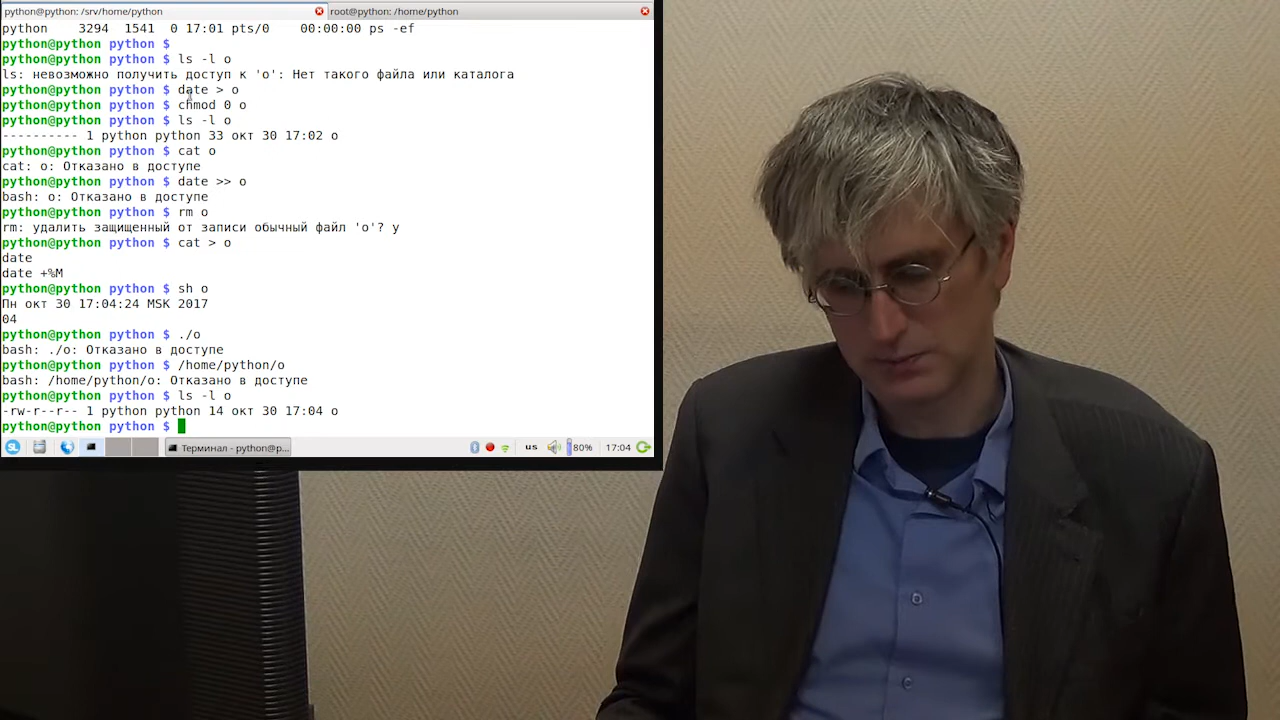 python@python: /srv/home/python
root@python: /home/python
python 3294 1541 0 17:01 pts/0 00:00:00 ps -ef
python@python python $
python@python python $ ls -l o
ls: невозможно получить доступ к 'o': Нет такого файла или каталога
python@python python $ date > o
python@python python $ chmod 0 o
python@python python $ ls -l o
---------- 1 python python 33 окт 30 17:02 o
python@python python $ cat o
cat: o: Отказано в доступе
python@python python $ date >> o
bash: o: Отказано в доступе
python@python python $ rm o
rm: удалить защищенный от записи обычный файл 'o'? y
python@python python $ cat > o
date
date +%M
python@python python $ sh o
Пн окт 30 17:04:24 MSK 2017
04
python@python python $ ./o
bash: ./o: Отказано в доступе
python@python python $ /home/python/o
bash: /home/python/o: Отказано в доступе
python@python python $ ls -l o
-rw-r--r-- 1 python python 14 окт 30 17:04 o
python@python python $
SL
Терминал - python@p...
us
80%
17:04